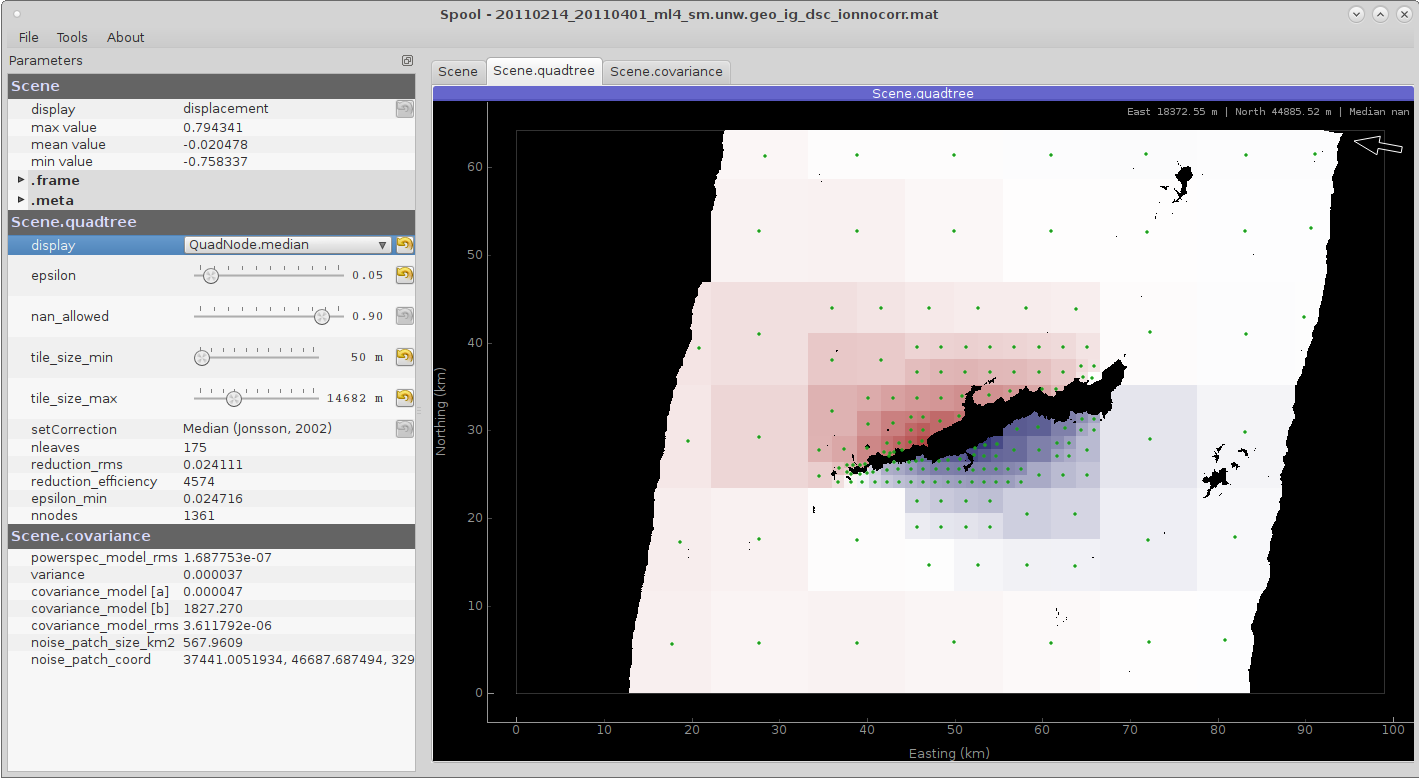 Spool - 20110214_20110401_ml4_sm.unw.geo_ig_dsc_ionnocorr.mat
File Tools About
Parameters
Scene
display displacement
max value 0.794341
mean value -0.020478
min value -0.758337
.frame
.meta
Scene.quadtree
display QuadNode.median
epsilon 0.05
nan_allowed 0.90
tile_size_min 50 m
tile_size_max 14682 m
setCorrection Median (Jonsson, 2002)
nleaves 175
reduction_rms 0.024111
reduction_efficiency 4574
epsilon_min 0.024716
nnodes 1361
Scene.covariance
powerspec_model_rms 1.687753e-07
variance 0.000037
covariance_model [a] 0.000047
covariance_model [b] 1827.270
covariance_model_rms 3.611792e-06
noise_patch_size_km2 567.9609
noise_patch_coord 37441.0051934, 46687.687494, 329
Scene Scene.quadtree Scene.covariance
Scene.quadtree
East 18372.55 m | North 44885.52 m | Median nan
60
50
40
30
20
10
0
Northing (km)
0 10 20 30 40 50 60 70 80 90 100
Easting (km)